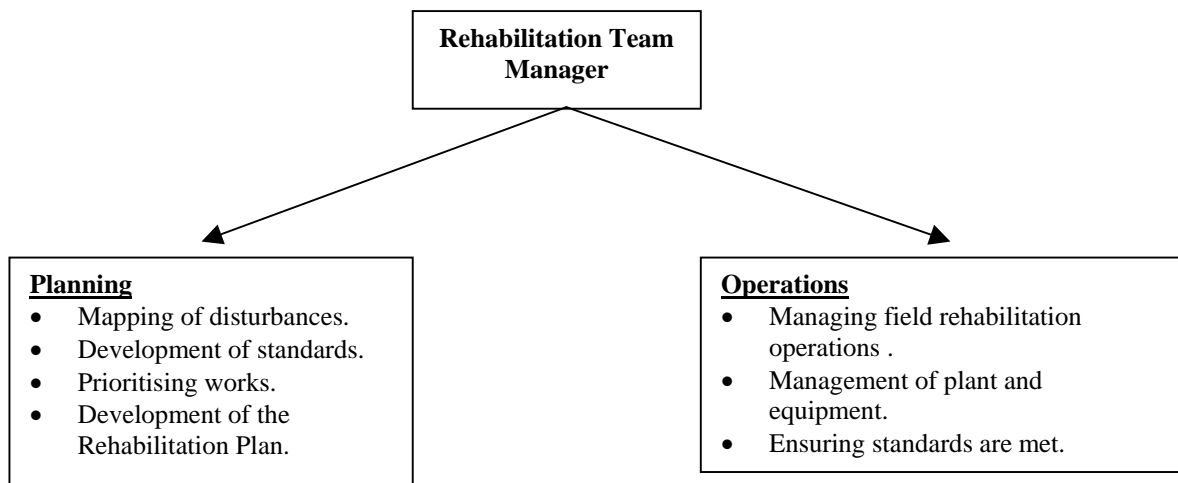 Rehabilitation Team
Manager
Planning
• Mapping of disturbances.
• Development of standards.
• Prioritising works.
• Development of the
Rehabilitation Plan.
Operations
• Managing field rehabilitation
operations .
• Management of plant and
equipment.
• Ensuring standards are met.